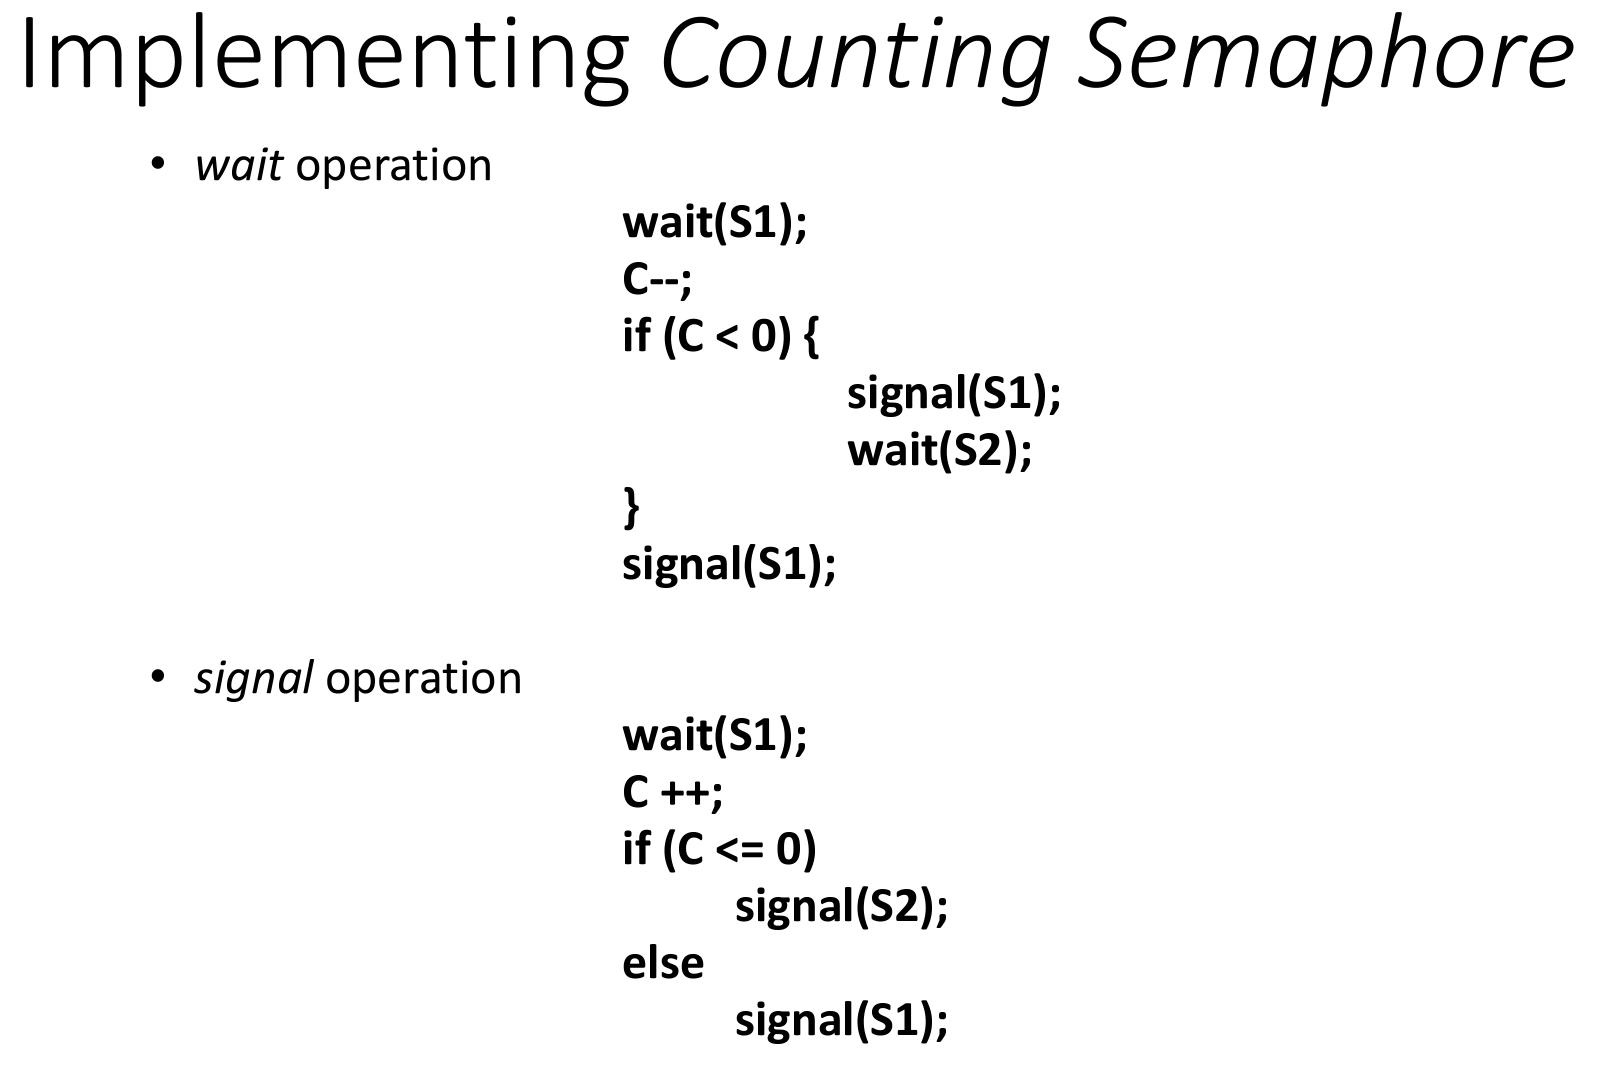 Implementing Counting Semaphore
• wait operation
wait(S1);
C--;
if (C < 0) {
signal(S1);
wait(S2);
}
signal(S1);
• signal operation
wait(S1);
C ++;
if (C <= 0)
signal(S2);
else
signal(S1);